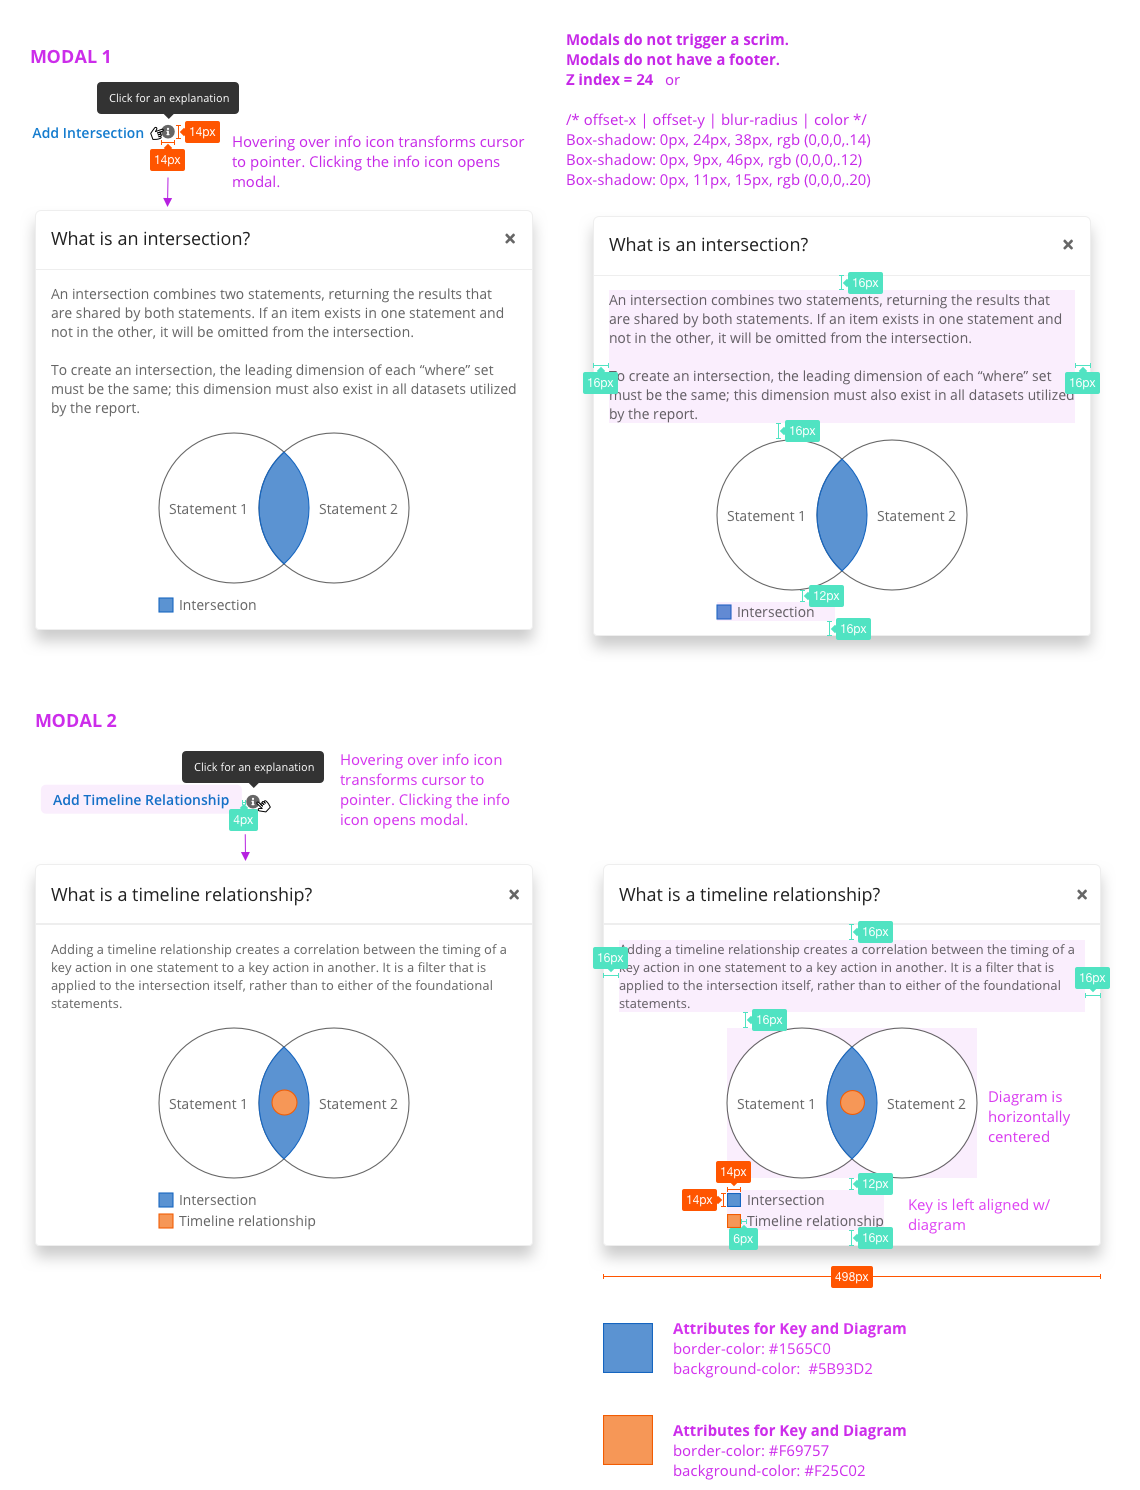 MODAL 1
Click for an explanation
Add Intersection
14px
14px
Hovering over info icon transforms cursor
to pointer. Clicking the info icon opens
modal.
Modals do not trigger a scrim.
Modals do not have a footer.
Z index = 24 or
/* offset-x | offset-y | blur-radius | color */
Box-shadow: 0px, 24px, 38px, rgb (0,0,0,.14)
Box-shadow: 0px, 9px, 46px, rgb (0,0,0,.12)
Box-shadow: 0px, 11px, 15px, rgb (0,0,0,.20)
What is an intersection?
An intersection combines two statements, returning the results that
are shared by both statements. If an item exists in one statement and
not in the other, it will be omitted from the intersection.
To create an intersection, the leading dimension of each “where” set
must be the same; this dimension must also exist in all datasets utilized
by the report.
Statement 1
Statement 2
Intersection
What is an intersection?
16px
An intersection combines two statements, returning the results that
are shared by both statements. If an item exists in one statement and
not in the other, it will be omitted from the intersection.
16px
16px
To create an intersection, the leading dimension of each “where” set
must be the same; this dimension must also exist in all datasets utilized
by the report.
16px
Statement 1
Statement 2
12px
Intersection
16px
MODAL 2
Click for an explanation
Add Timeline Relationship
4px
Hovering over info icon
transforms cursor to
pointer. Clicking the info
icon opens modal.
What is a timeline relationship?
Adding a timeline relationship creates a correlation between the timing of a
key action in one statement to a key action in another. It is a filter that is
applied to the intersection itself, rather than to either of the foundational
statements.
Statement 1
Statement 2
Intersection
Timeline relationship
What is a timeline relationship?
16px
Adding a timeline relationship creates a correlation between the timing of a
16px
key action in one statement to a key action in another. It is a filter that is
applied to the intersection itself, rather than to either of the foundational
16px
statements.
16px
Statement 1
Statement 2
Diagram is
horizontally
centered
14px
12px
14px
Intersection
Timeline relationship
6px
16px
Key is left aligned w/
diagram
498px
Attributes for Key and Diagram
border-color: #1565C0
background-color: #5B93D2
Attributes for Key and Diagram
border-color: #F69757
background-color: #F25C02